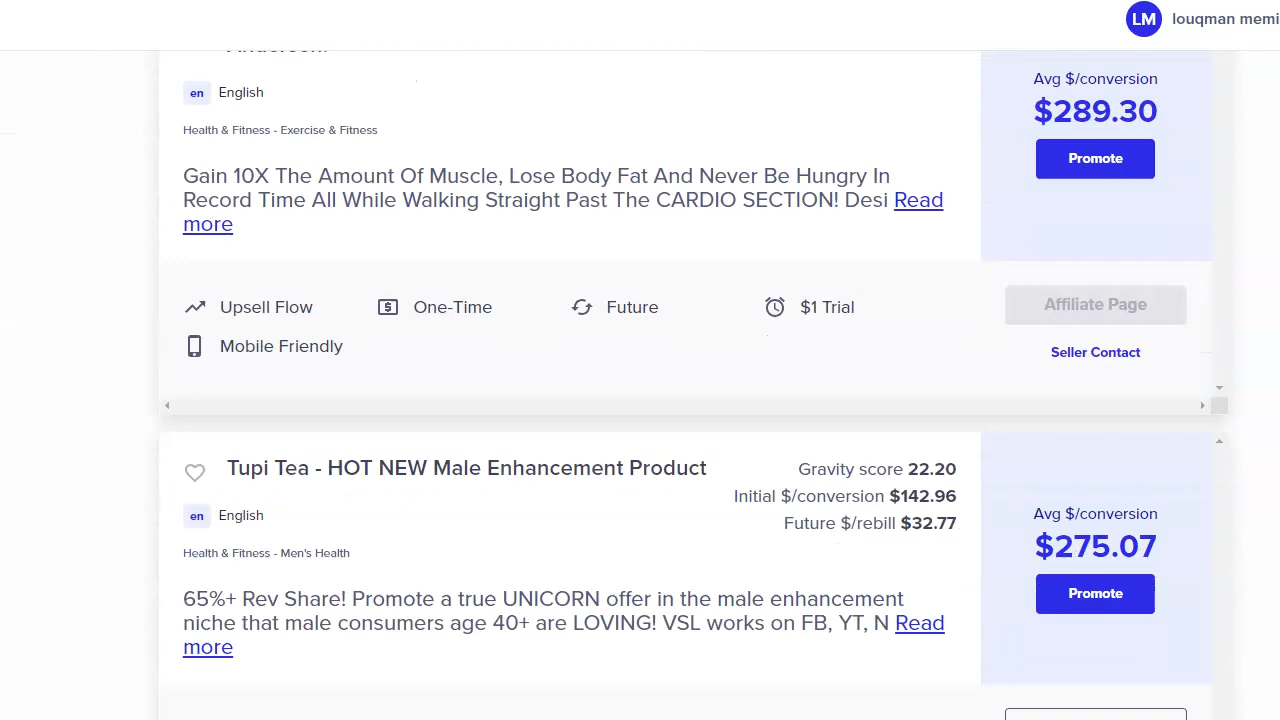 LM louqman memi
en English
Health & Fitness - Exercise & Fitness
Gain 10X The Amount Of Muscle, Lose Body Fat And Never Be Hungry In
Record Time All While Walking Straight Past The CARDIO SECTION! Desi Read
more
Avg $/conversion
$289.30
Promote
Upsell Flow
One-Time
Future
$1 Trial
Mobile Friendly
Affiliate Page
Seller Contact
Tupi Tea - HOT NEW Male Enhancement Product
en English
Health & Fitness - Men's Health
Gravity score 22.20
Initial $/conversion $142.96
Future $/rebill $32.77
65%+ Rev Share! Promote a true UNICORN offer in the male enhancement
niche that male consumers age 40+ are LOVING! VSL works on FB, YT, N Read
more
Avg $/conversion
$275.07
Promote